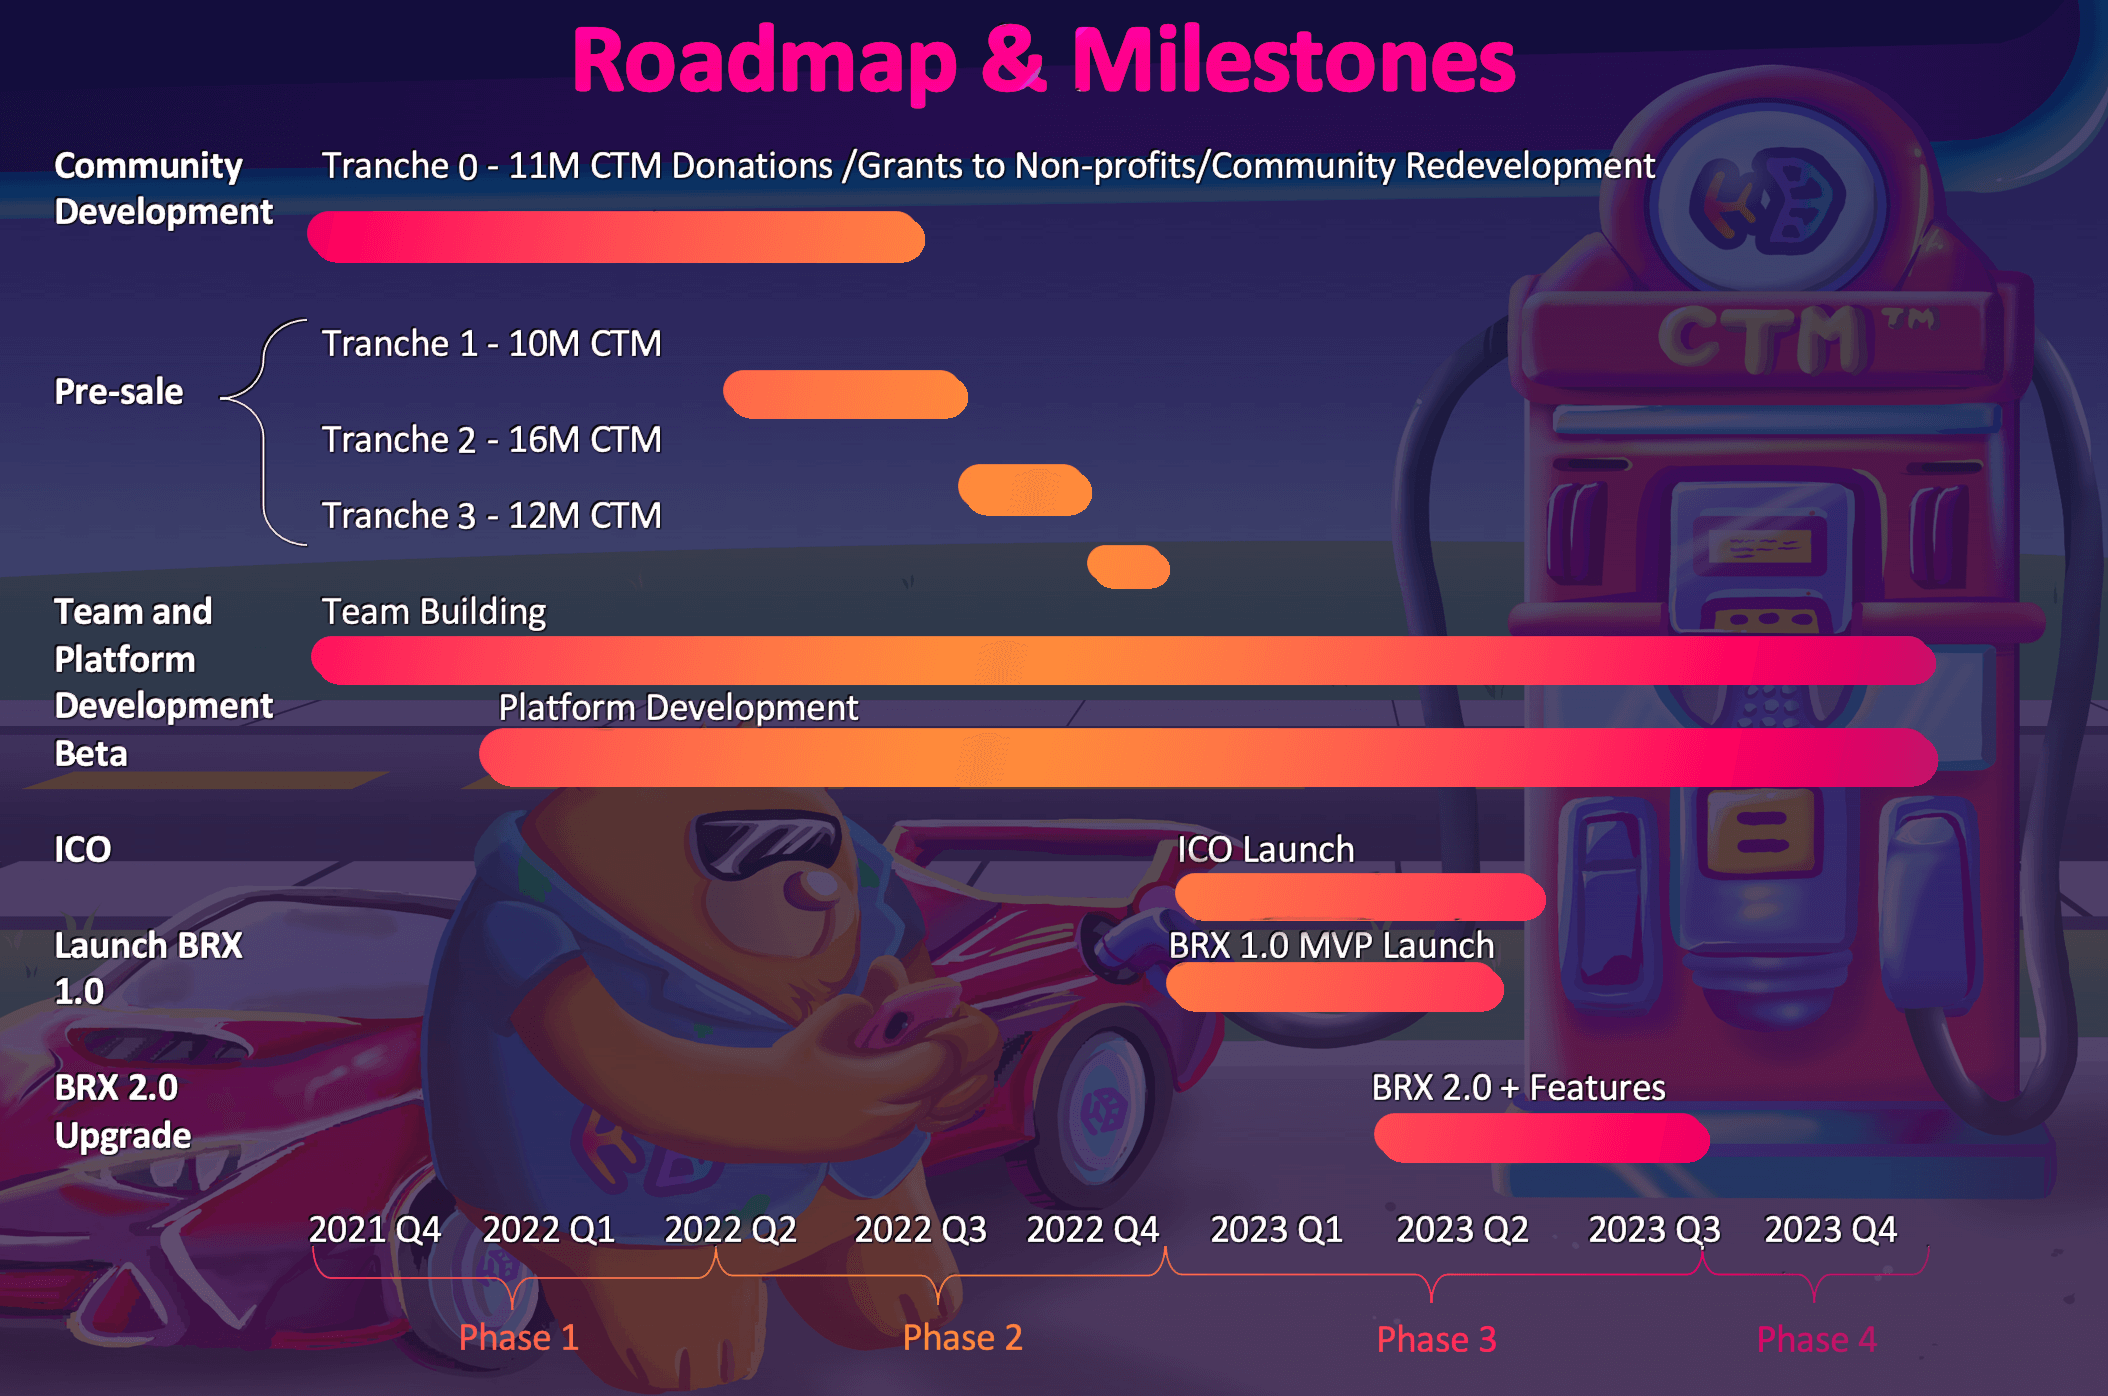 Roadmap & Milestones
Community
Development
Tranche 0 - 11M CTM Donations /Grants to Non-profits/Community Redevelopment
Pre-sale
Tranche 1 - 10M CTM
Tranche 2 - 16M CTM
Tranche 3 - 12M CTM
Team and
Platform
Development
Beta
Team Building
Platform Development
ICO
ICO Launch
Launch BRX
1.0
BRX 1.0 MVP Launch
BRX 2.0
Upgrade
BRX 2.0 + Features
2021 Q4 2022 Q1 2022 Q2 2022 Q3 2022 Q4 2023 Q1 2023 Q2 2023 Q3 2023 Q4
Phase 1 Phase 2 Phase 3 Phase 4
CTM™